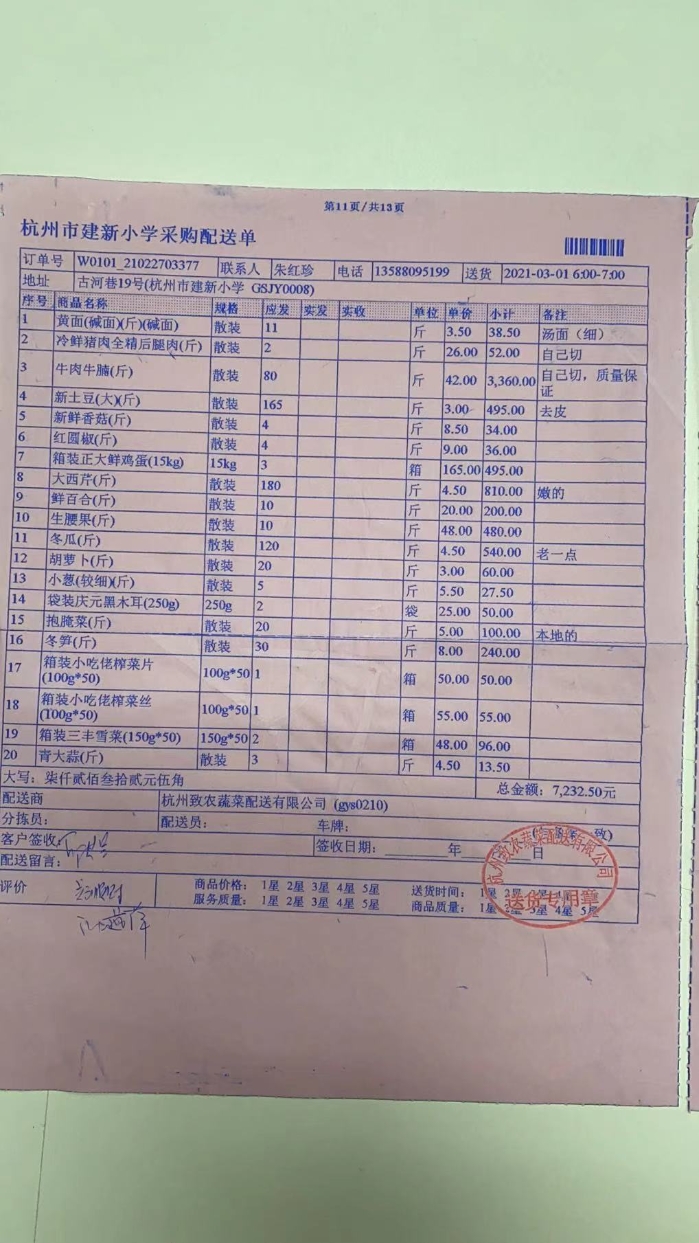 第11页/共13页
杭州市建新小学采购配送单
订单号 W0101_21022703377 联系人 朱红珍 电话 13588095199 送货 2021-03-01 6:00-7:00
地址 古河巷19号(杭州市建新小学 GSJY0008)
序号 商品名称 规格 应发 实发 实收 单位 单价 小计 备注
1 黄面(碱面)(斤)(碱面) 散装 11 斤 3.50 38.50 汤面（细）
2 冷鲜猪肉全精后腿肉(斤) 散装 2 斤 26.00 52.00 自己切
3 牛肉牛腩(斤) 散装 80 斤 42.00 3,360.00 自己切，质量保证
4 新土豆(大)(斤) 散装 165 斤 3.00 495.00 去皮
5 新鲜香菇(斤) 散装 4 斤 8.50 34.00
6 红圆椒(斤) 散装 4 斤 9.00 36.00
7 箱装正大鲜鸡蛋(15kg) 15kg 3 箱 165.00 495.00
8 大西芹(斤) 散装 180 斤 4.50 810.00 嫩的
9 鲜百合(斤) 散装 10 斤 20.00 200.00
10 生腰果(斤) 散装 10 斤 48.00 480.00
11 冬瓜(斤) 散装 120 斤 4.50 540.00 老一点
12 胡萝卜(斤) 散装 20 斤 3.00 60.00
13 小葱(较细)(斤) 散装 5 斤 5.50 27.50
14 袋装庆元黑木耳(250g) 250g 2 袋 25.00 50.00
15 抱腌菜(斤) 散装 20 斤 5.00 100.00 本地的
16 冬笋(斤) 散装 30 斤 8.00 240.00
17 箱装小吃佬榨菜片(100g*50) 100g*50 1 箱 50.00 50.00
18 箱装小吃佬榨菜丝(100g*50) 100g*50 1 箱 55.00 55.00
19 箱装三丰雪菜(150g*50) 150g*50 2 箱 48.00 96.00
20 青大蒜(斤) 散装 3 斤 4.50 13.50
大写：柒仟贰佰叁拾贰元伍角 总金额：7,232.50元
配送商 杭州致农蔬菜配送有限公司 (gys0210)
分拣员： 配送员： 车牌： 致)
客户签收: 签收日期： 年 日
配送留言：
评价 商品价格： 1星 2星 3星 4星 5星 送货时间： 1星 2星 3星 4星 5星
服务质量： 1星 2星 3星 4星 5星 商品质量： 1星 2星 3星 4星 5星
杭州致农蔬菜配送有限公司
送货专用章